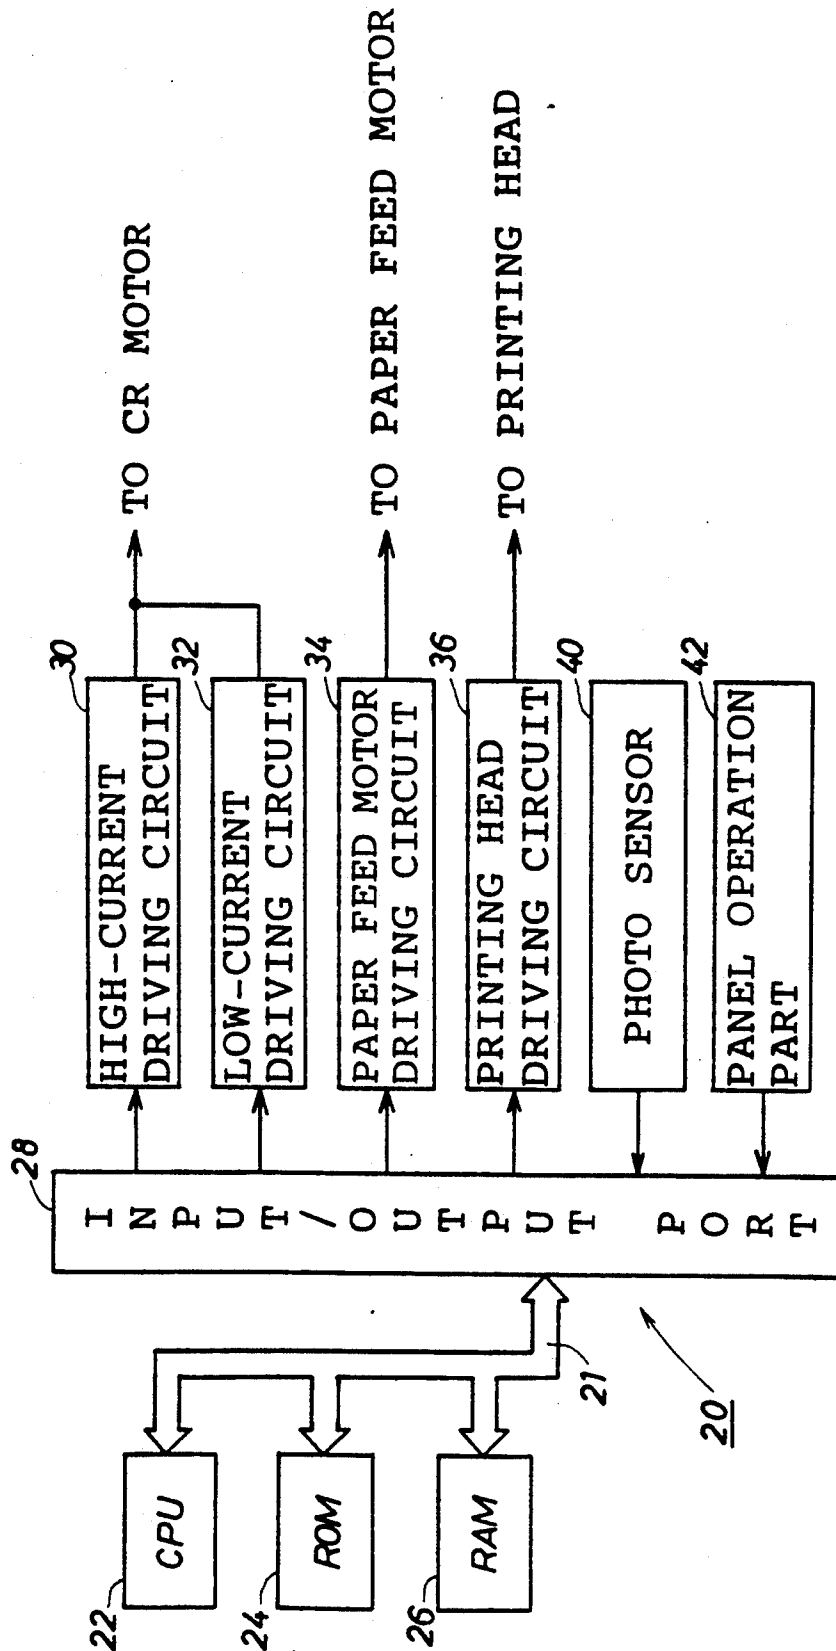 22
CPU
24
ROM
26
RAM
21
20
28
INPUT/OUTPUT PORT
30
HIGH-CURRENT
DRIVING CIRCUIT
TO CR MOTOR
32
LOW-CURRENT
DRIVING CIRCUIT
34
PAPER FEED MOTOR
DRIVING CIRCUIT
TO PAPER FEED MOTOR
36
PRINTING HEAD
DRIVING CIRCUIT
TO PRINTING HEAD
40
PHOTO SENSOR
42
PANEL OPERATION
PART